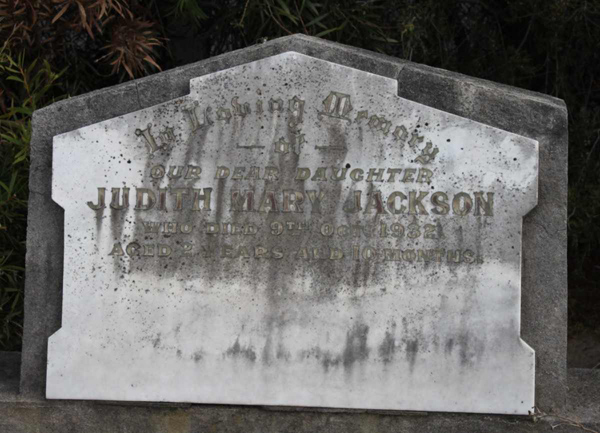 In Loving Memory
of
OUR DEAR DAUGHTER
JUDITH MARY JACKSON
WHO DIED 9TH OCT. 1932
AGED 2 YEARS AND 10 MONTHS.